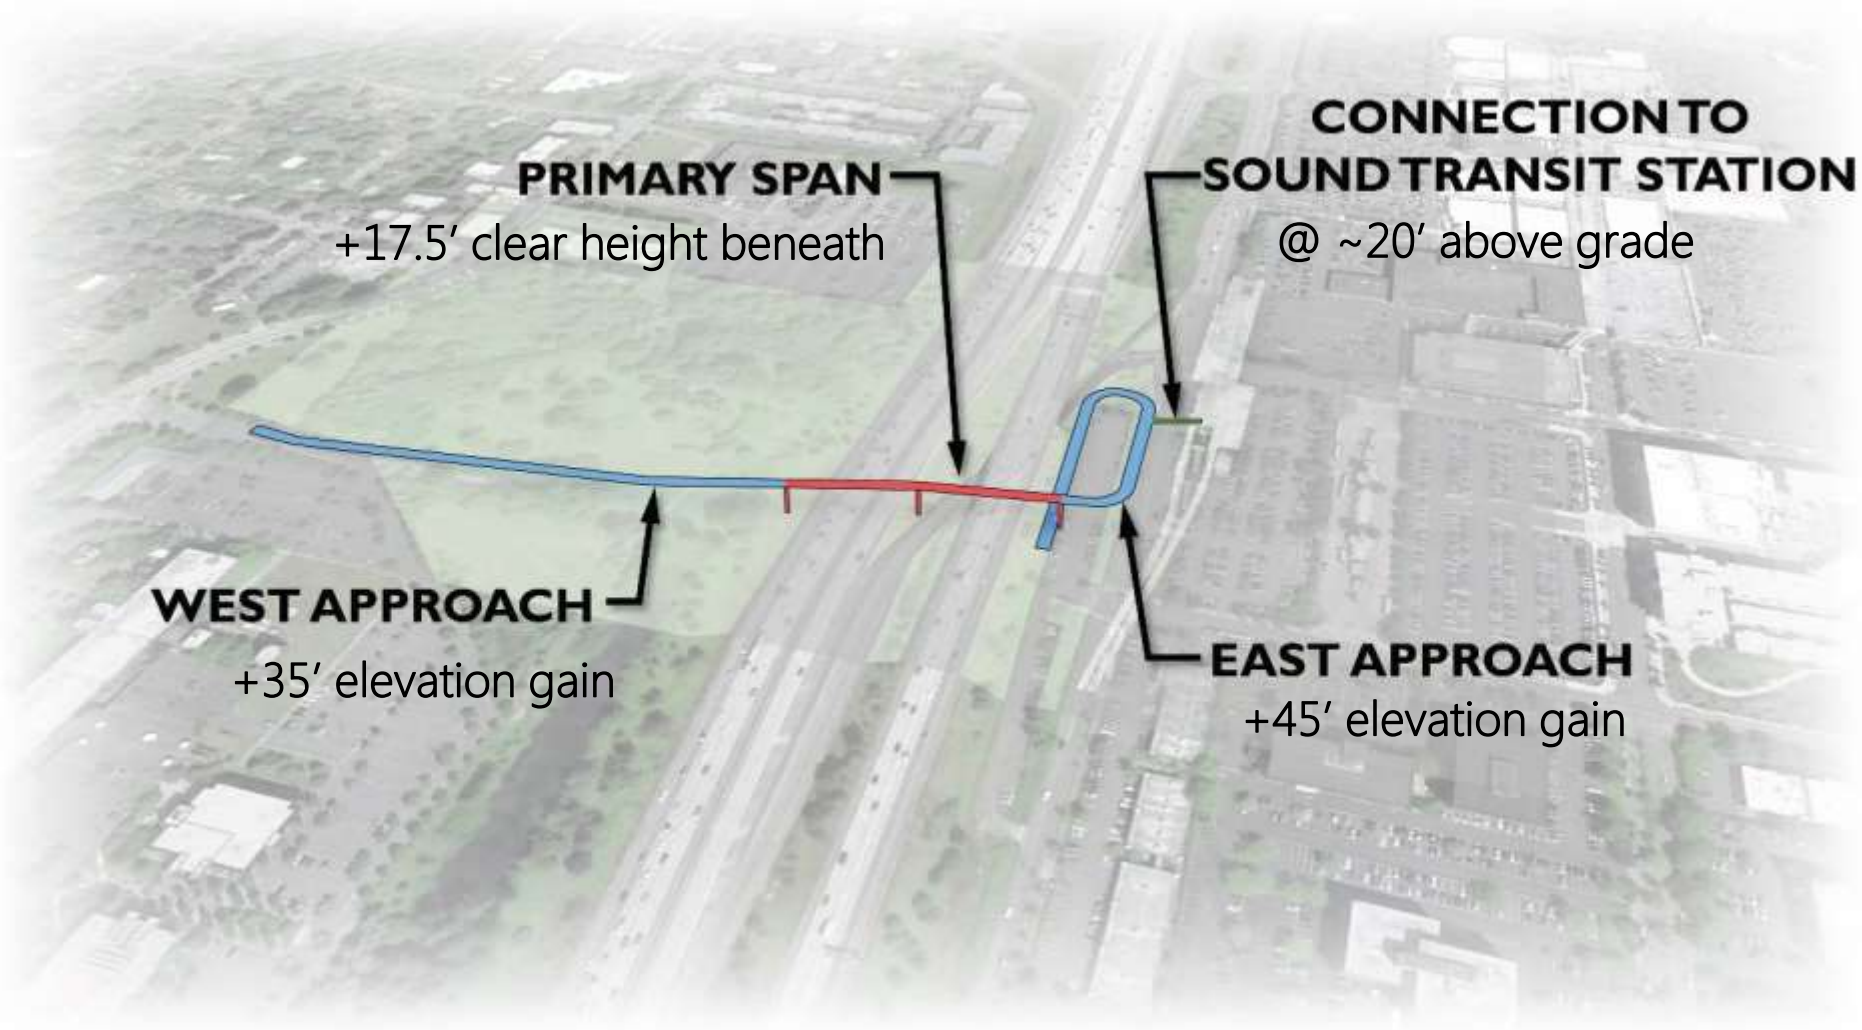 CONNECTION TO
SOUND TRANSIT STATION
@ ~20′ above grade
PRIMARY SPAN
+17.5′ clear height beneath
WEST APPROACH
+35′ elevation gain
EAST APPROACH
+45′ elevation gain